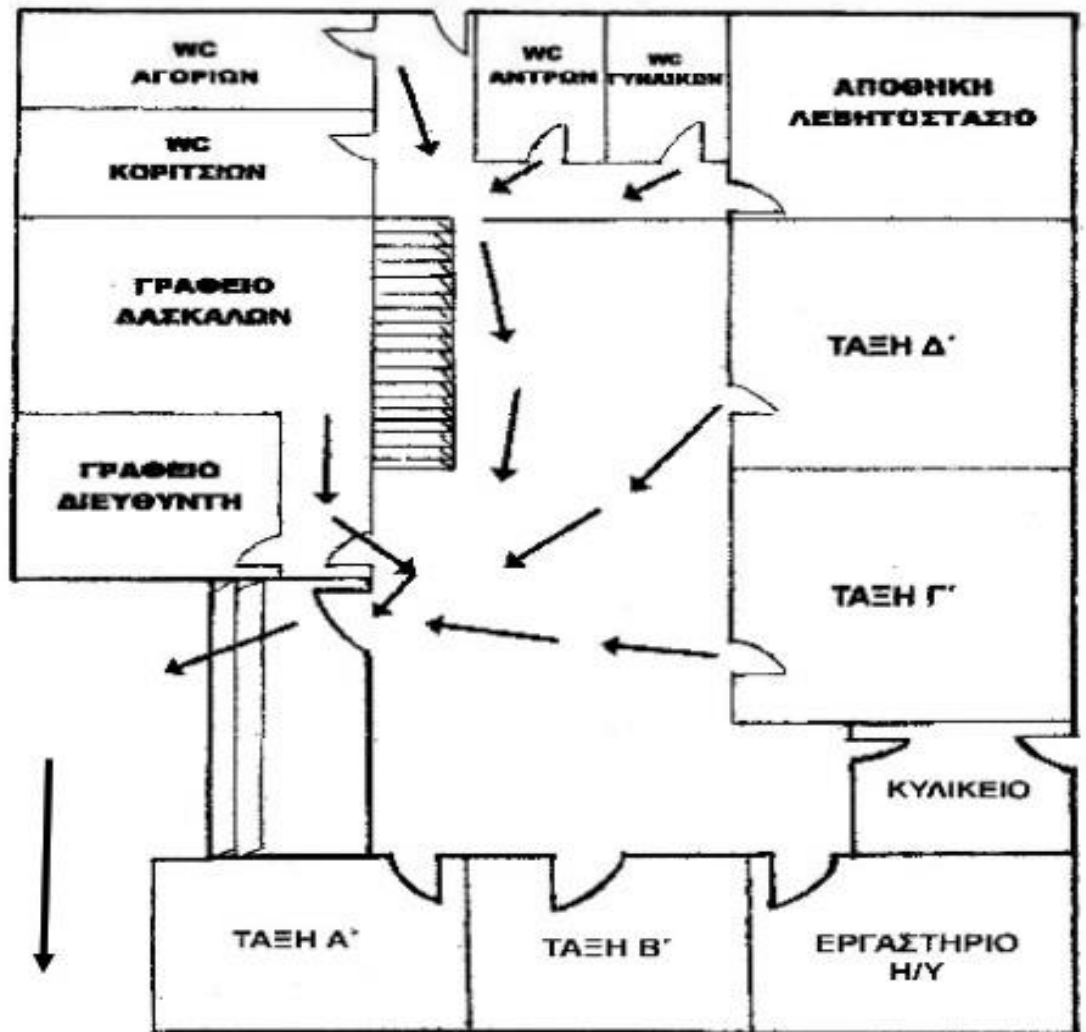 WC
ΑΓΟΡΙΩΝ
WC
ΑΝΤΡΩΝ
WC
ΓΥΝΑΙΚΩΝ
ΑΠΟΘΗΚΗ
ΛΕΒΗΤΟΣΤΑΣΙΟ
WC
ΚΟΡΙΤΣΙΩΝ
ΓΡΑΦΕΙΟ
ΔΑΣΚΑΛΩΝ
ΤΑΞΗ Δ΄
ΓΡΑΦΕΙΟ
ΔΙΕΥΘΥΝΤΗ
ΤΑΞΗ Γ΄
ΚΥΛΙΚΕΙΟ
ΤΑΞΗ Α΄
ΤΑΞΗ Β΄
ΕΡΓΑΣΤΗΡΙΟ
Η/Υ